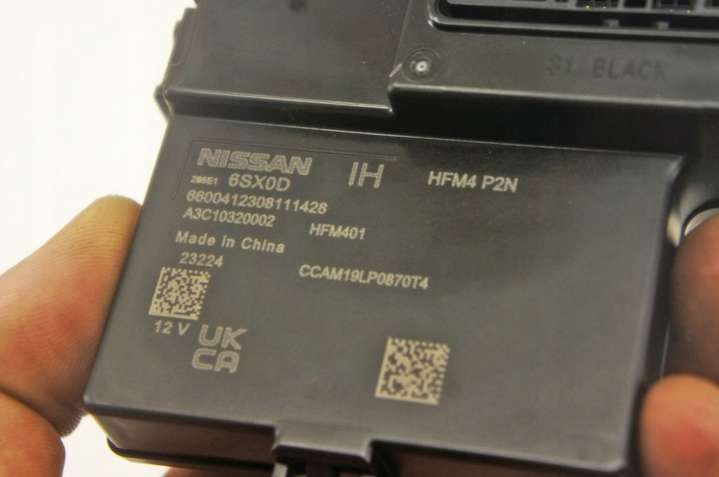 S1 BLACK
NISSAN IH HFM4 P2N
285E1 6SX0D
6600412308111428
A3C10320002 HFM401
Made in China
23224 CCAM19LP0870T4
12 V
UK
CA